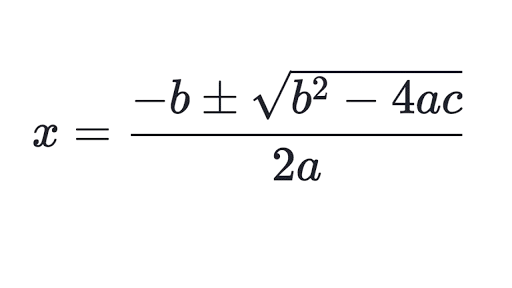 x = (-b ± √(b² − 4ac)) / 2a